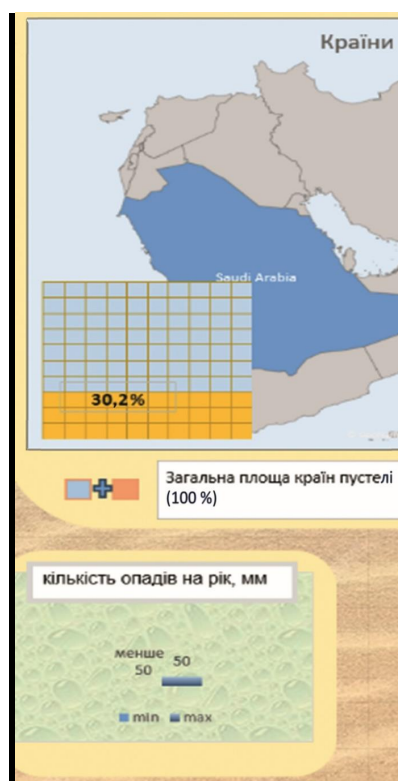 Країни
Saudi Arabia
30,2%
Загальна площа країн пустелі
(100 %)
кількість опадів на рік, мм
менше
50
50
min max